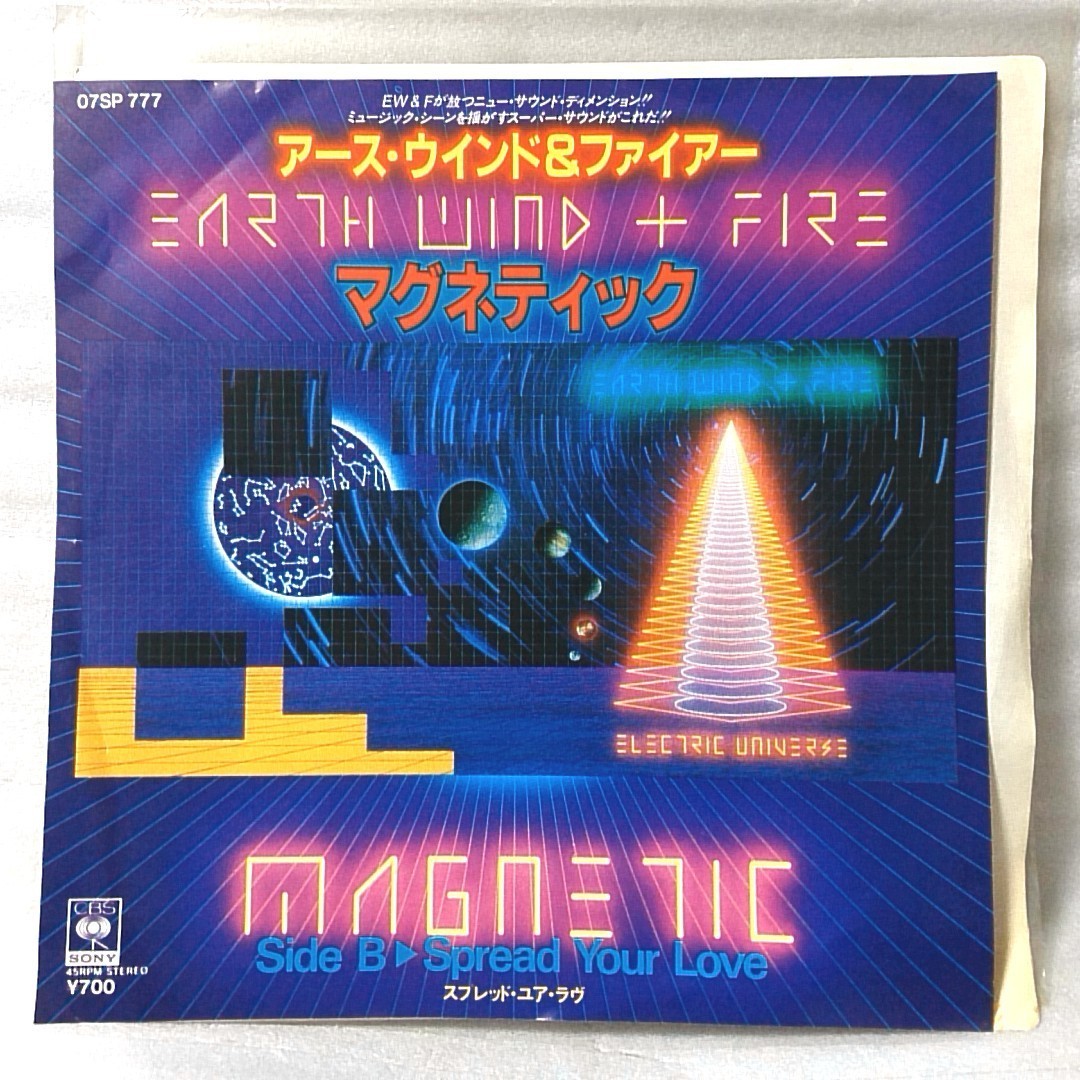 07SP 777
EW&Fが放つニュー・サウンド・ディメンション!!
ミュージック・シーンを揺がすスーパー・サウンドがこれだ!!
アース・ウインド&ファイアー
EARTH WIND + FIRE
マグネティック
EARTH WIND + FIRE
ELECTRIC UNIVERSE
MAGNETIC
Side B ▶ Spread Your Love
スプレッド・ユア・ラヴ
CBS
SONY
45RPM STEREO
¥700